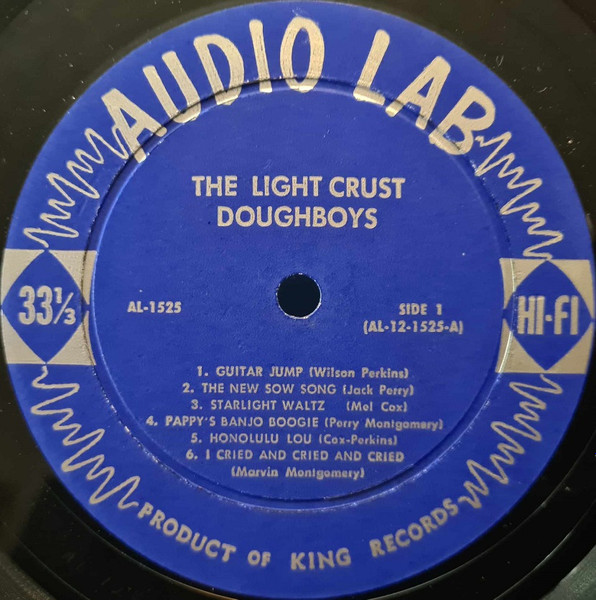 AUDIO LAB
THE LIGHT CRUST
DOUGHBOYS
33⅓
AL-1525
SIDE 1
(AL-12-1525-A)
HI-FI
1. GUITAR JUMP (Wilson Perkins)
2. THE NEW SOW SONG (Jack Perry)
3. STARLIGHT WALTZ (Mel Cox)
4. PAPPY'S BANJO BOOGIE (Perry Montgomery)
5. HONOLULU LOU (Cox-Perkins)
6. I CRIED AND CRIED AND CRIED
(Marvin Montgomery)
PRODUCT OF KING RECORDS